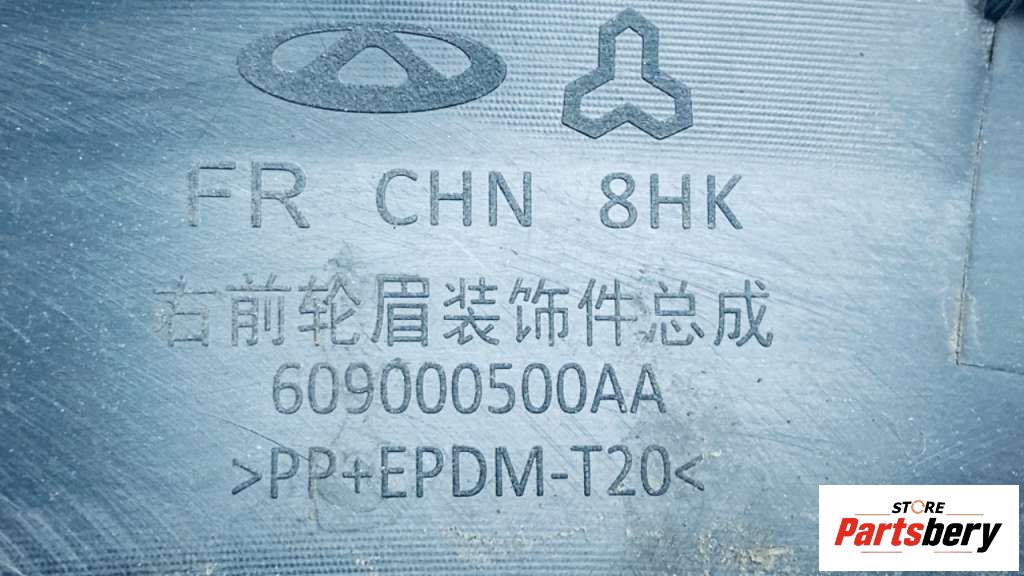 FR CHN 8HK
右前轮眉装饰件总成
609000500AA
>PP+EPDM-T20<
STORE
Partsbery